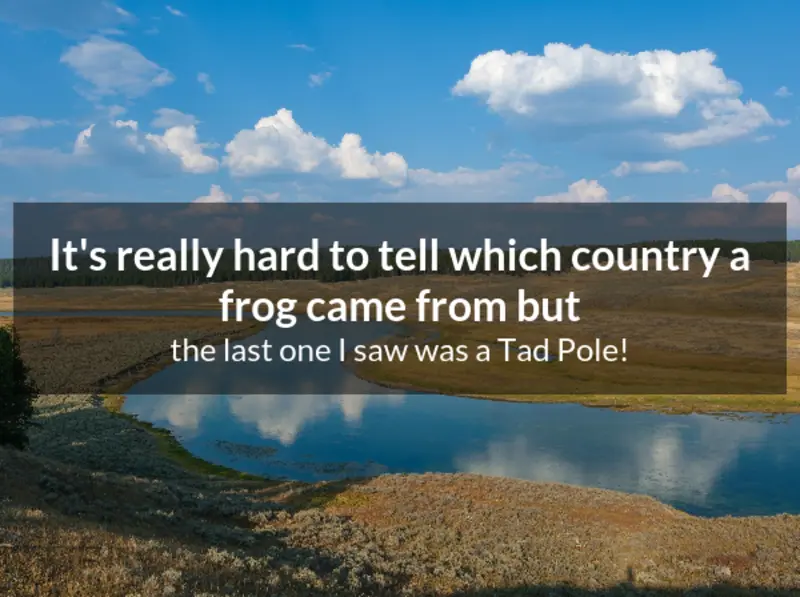 It's really hard to tell which country a
frog came from but
the last one I saw was a Tad Pole!